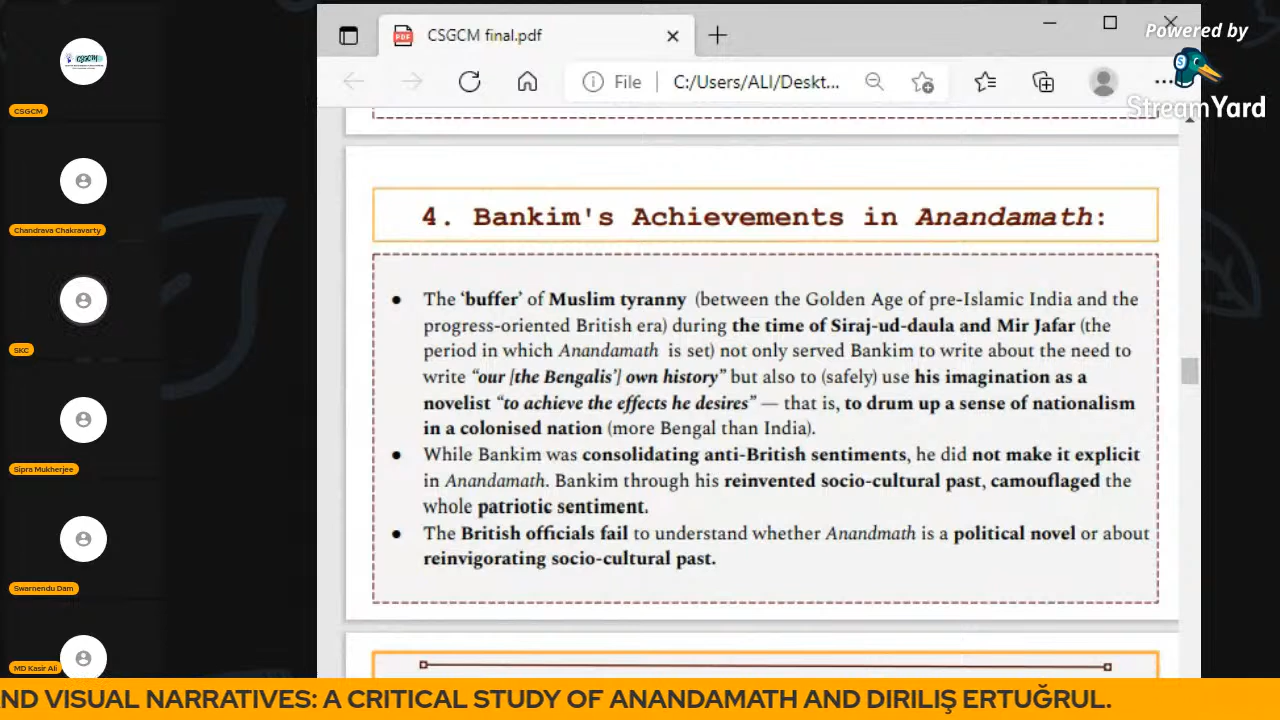 CSGCM final.pdf
Powered by
File
C:/Users/ALI/Deskt...
StreamYard
CSGCM
CSGCM
Chandrava Chakravarty
SKC
Sipra Mukherjee
Swarnendu Dam
MD Kasir Ali
4. Bankim's Achievements in Anandamath:
● The ‘buffer’ of Muslim tyranny (between the Golden Age of pre-Islamic India and the
progress-oriented British era) during the time of Siraj-ud-daula and Mir Jafar (the
period in which Anandamath is set) not only served Bankim to write about the need to
write “our [the Bengalis’] own history” but also to (safely) use his imagination as a
novelist “to achieve the effects he desires” — that is, to drum up a sense of nationalism
in a colonised nation (more Bengal than India).
● While Bankim was consolidating anti-British sentiments, he did not make it explicit
in Anandamath. Bankim through his reinvented socio-cultural past, camouflaged the
whole patriotic sentiment.
● The British officials fail to understand whether Anandmath is a political novel or about
reinvigorating socio-cultural past.
ND VISUAL NARRATIVES: A CRITICAL STUDY OF ANANDAMATH AND DIRILIŞ ERTUĞRUL.